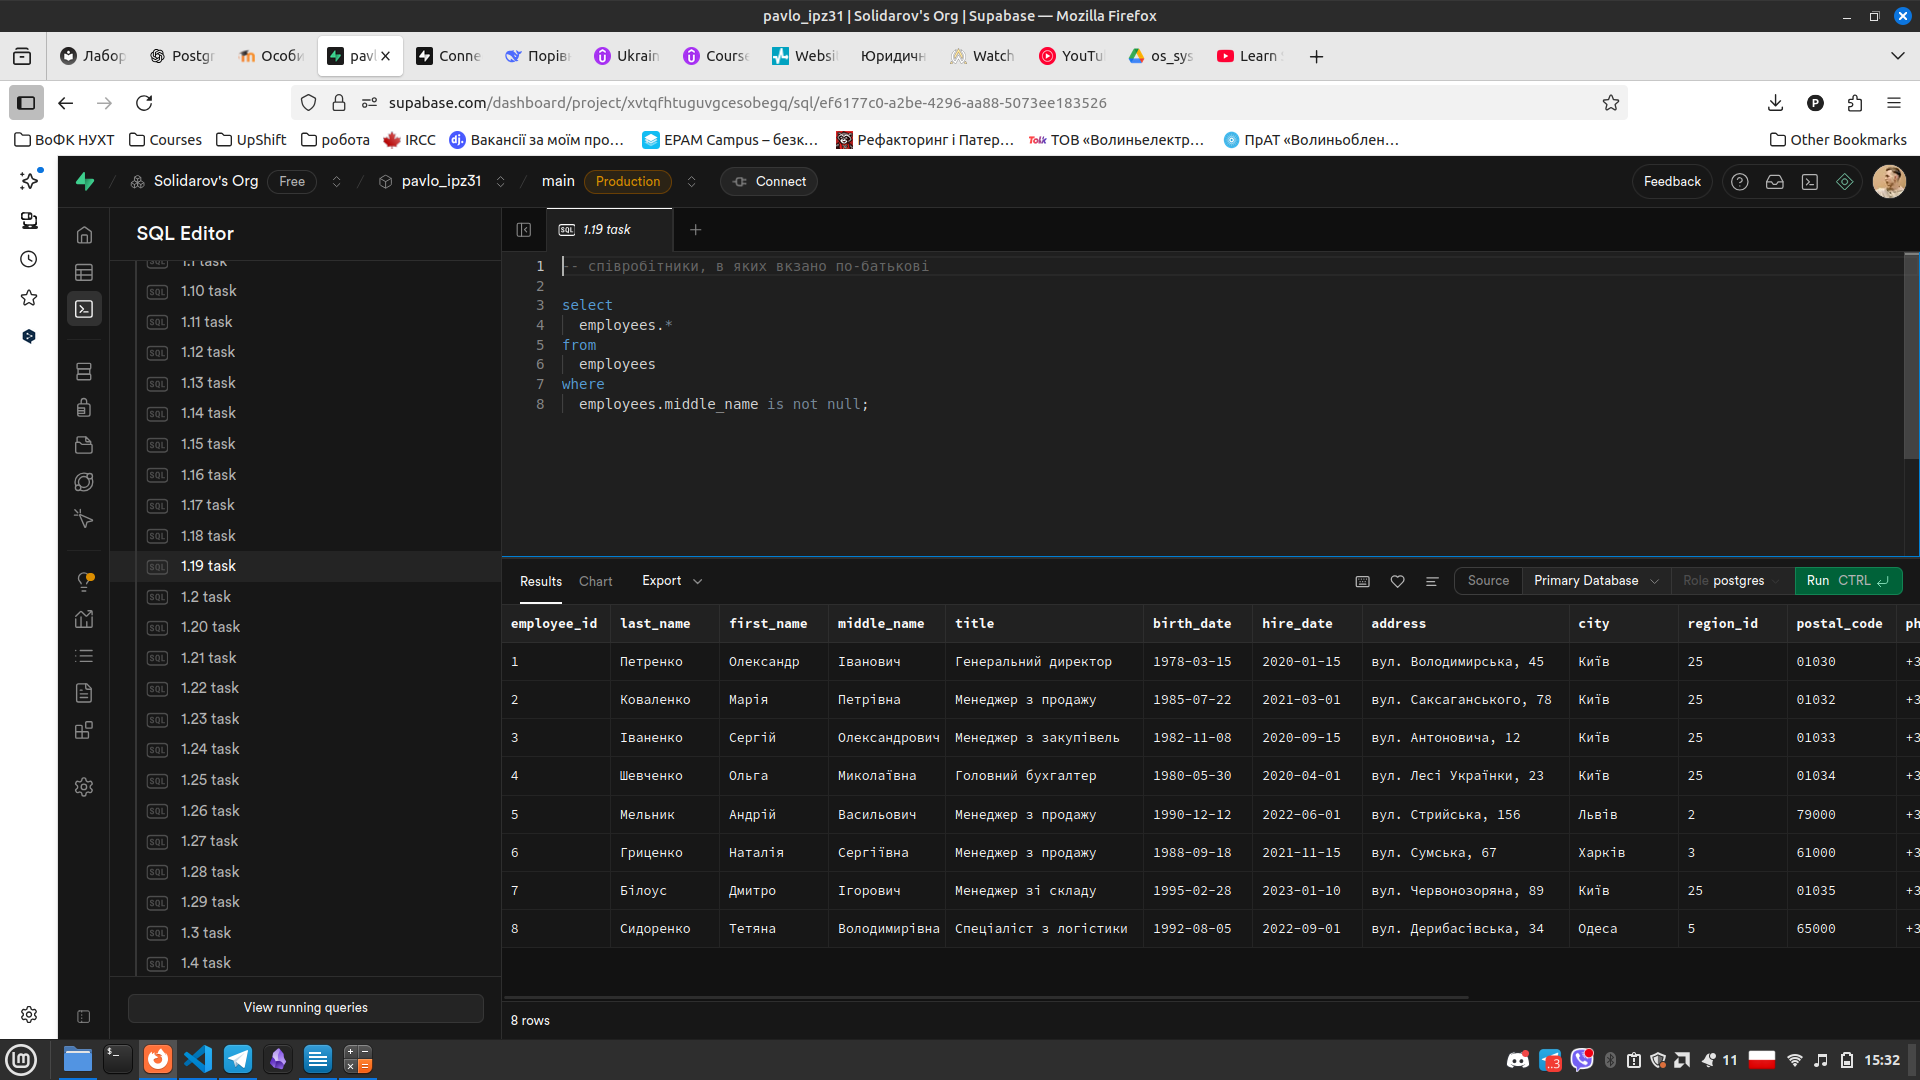 pavlo_ipz31 | Solidarov's Org | Supabase — Mozilla Firefox
Лабор
Postgr
Особи
pavl
Conne
Порів
Ukrain
Course
Websit
Юридичн
Watch
YouTu
os_sys
Learn
supabase.com/dashboard/project/xvtqfhtuguvgcesobegq/sql/ef6177c0-a2be-4296-aa88-5073ee183526
ВоФК НУХТ
Courses
UpShift
робота
IRCC
Вакансії за моїм про...
EPAM Campus – безк...
Рефакторинг і Патер...
ТОВ «Волиньелектр...
ПрАТ «Волиньоблен...
Other Bookmarks
Solidarov's Org
Free
pavlo_ipz31
main
Production
Connect
Feedback
SQL Editor
1.1 task
1.10 task
1.11 task
1.12 task
1.13 task
1.14 task
1.15 task
1.16 task
1.17 task
1.18 task
1.19 task
1.2 task
1.20 task
1.21 task
1.22 task
1.23 task
1.24 task
1.25 task
1.26 task
1.27 task
1.28 task
1.29 task
1.3 task
1.4 task
View running queries
SQL 1.19 task
1 -- співробітники, в яких вкзано по-батькові
2
3 select
4 employees.*
5 from
6 employees
7 where
8 employees.middle_name is not null;
Results Chart Export Source Primary Database Role postgres Run CTRL
employee_id last_name first_name middle_name title birth_date hire_date address city region_id postal_code ph
1 Петренко Олександр Іванович Генеральний директор 1978-03-15 2020-01-15 вул. Володимирська, 45 Київ 25 01030 +3
2 Коваленко Марія Петрівна Менеджер з продажу 1985-07-22 2021-03-01 вул. Саксаганського, 78 Київ 25 01032 +3
3 Іваненко Сергій Олександрович Менеджер з закупівель 1982-11-08 2020-09-15 вул. Антоновича, 12 Київ 25 01033 +3
4 Шевченко Ольга Миколаївна Головний бухгалтер 1980-05-30 2020-04-01 вул. Лесі Українки, 23 Київ 25 01034 +3
5 Мельник Андрій Васильович Менеджер з продажу 1990-12-12 2022-06-01 вул. Стрийська, 156 Львів 2 79000 +3
6 Гриценко Наталія Сергіївна Менеджер з продажу 1988-09-18 2021-11-15 вул. Сумська, 67 Харків 3 61000 +3
7 Білоус Дмитро Ігорович Менеджер зі складу 1995-02-28 2023-01-10 вул. Червонозоряна, 89 Київ 25 01035 +3
8 Сидоренко Тетяна Володимирівна Спеціаліст з логістики 1992-08-05 2022-09-01 вул. Дерибасівська, 34 Одеса 5 65000 +3
8 rows
11
15:32